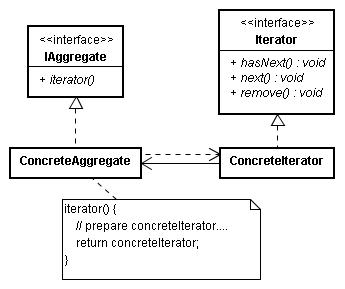 <<interface>>
IAggregate
+ iterator()
<<interface>>
Iterator
+ hasNext() : void
+ next() : void
+ remove() : void
ConcreteAggregate
ConcreteIterator
iterator() {
// prepare concreteIterator....
return concreteIterator;
}